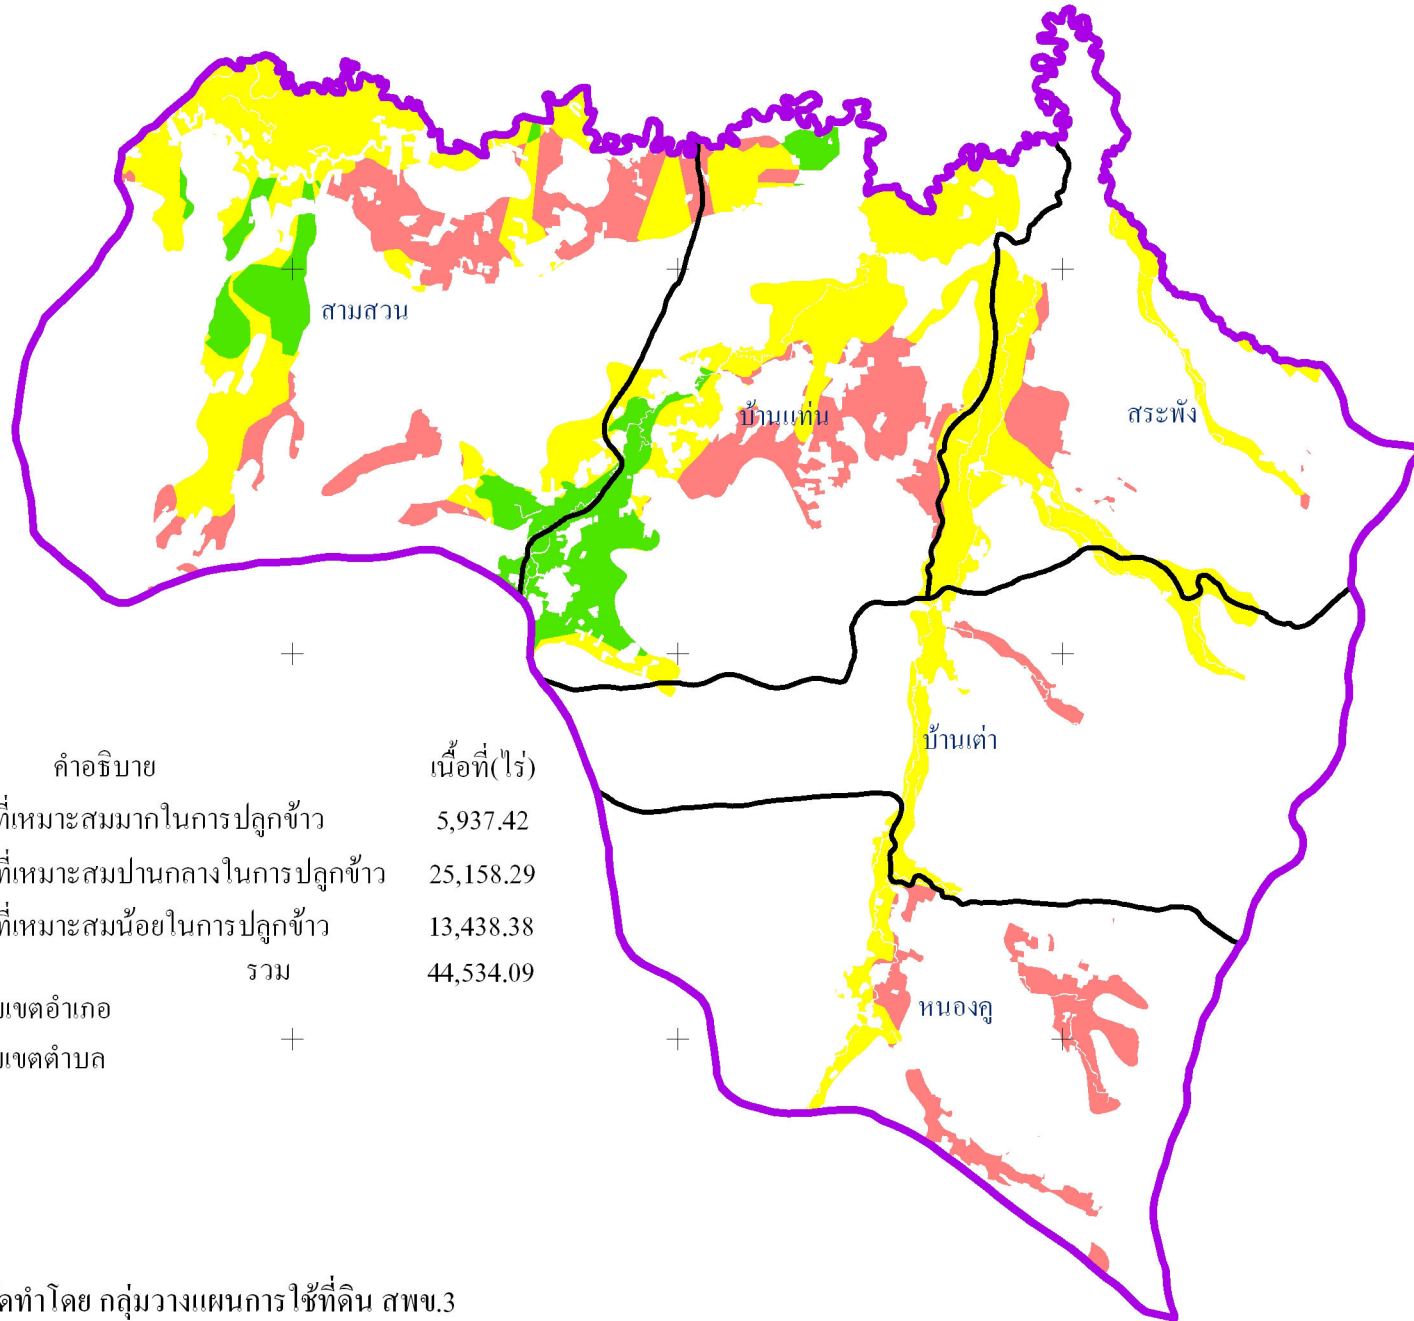 สามสวน
บ้านแท่น
สระพัง
บ้านเต่า
หนองคู
คำอธิบาย เนื้อที่(ไร่)
ที่เหมาะสมมากในการปลูกข้าว 5,937.42
ที่เหมาะสมปานกลางในการปลูกข้าว 25,158.29
ที่เหมาะสมน้อยในการปลูกข้าว 13,438.38
รวม 44,534.09
เขตอำเภอ
เขตตำบล
ทำโดย กลุ่มวางแผนการใช้ที่ดิน สพข.3